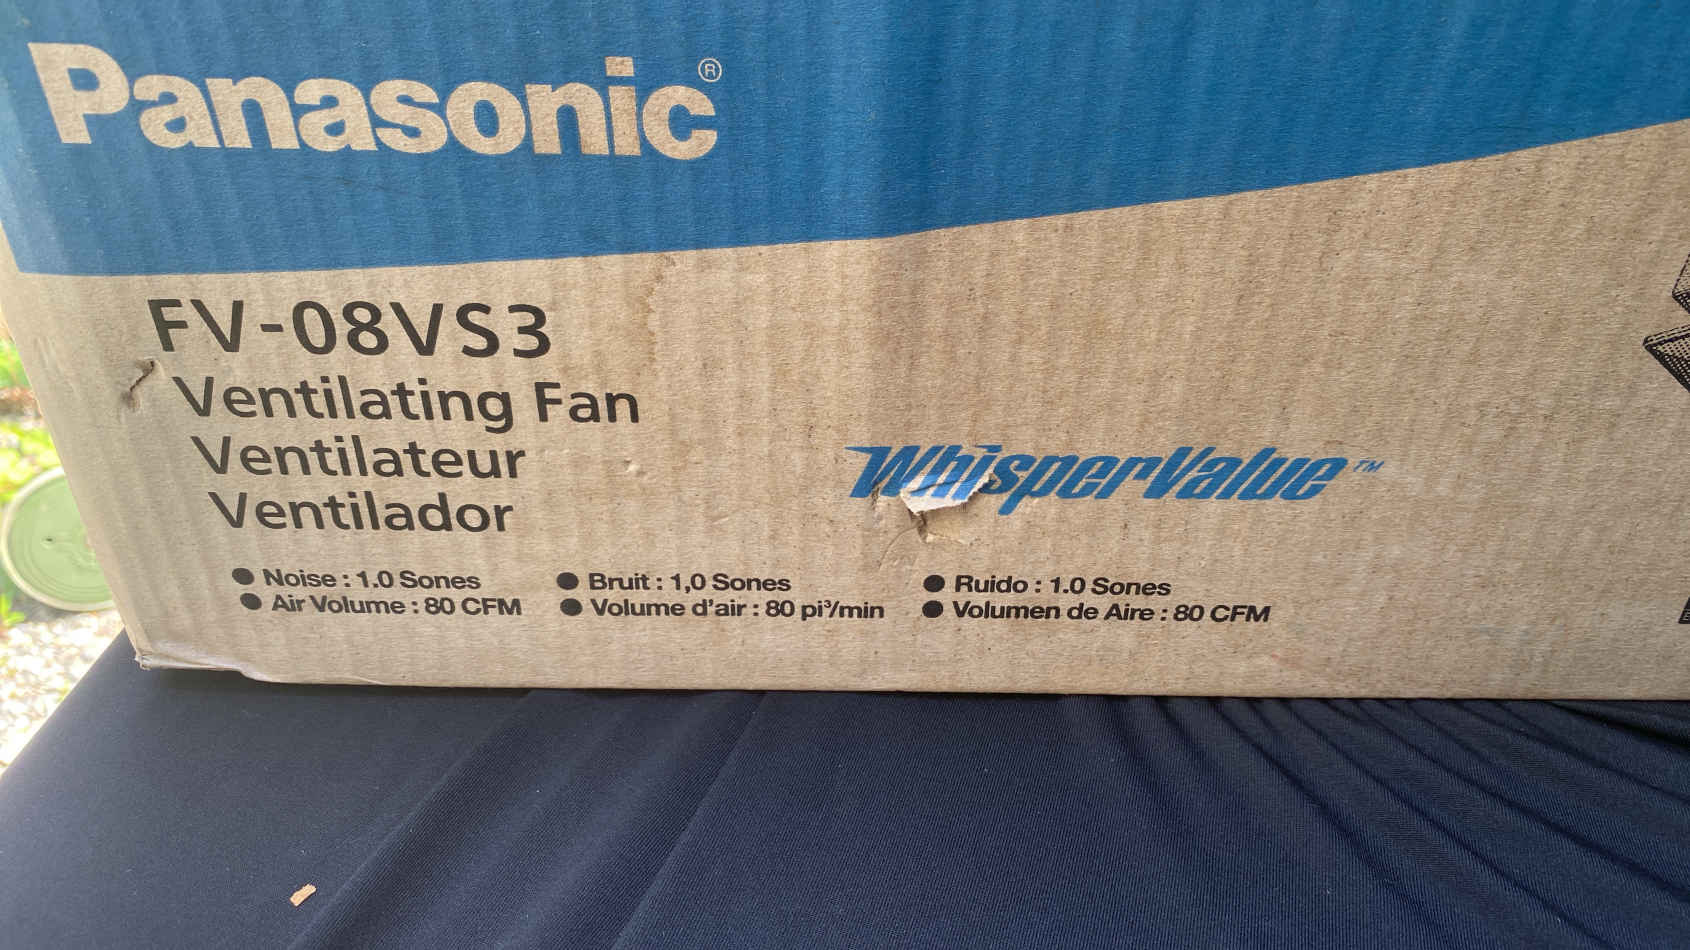 Panasonic®
FV-08VS3
Ventilating Fan
Ventilateur
Ventilador
WhisperValue™
● Noise : 1.0 Sones
● Air Volume : 80 CFM
● Bruit : 1,0 Sones
● Volume d'air : 80 pi³/min
● Ruido : 1.0 Sones
● Volumen de Aire : 80 CFM